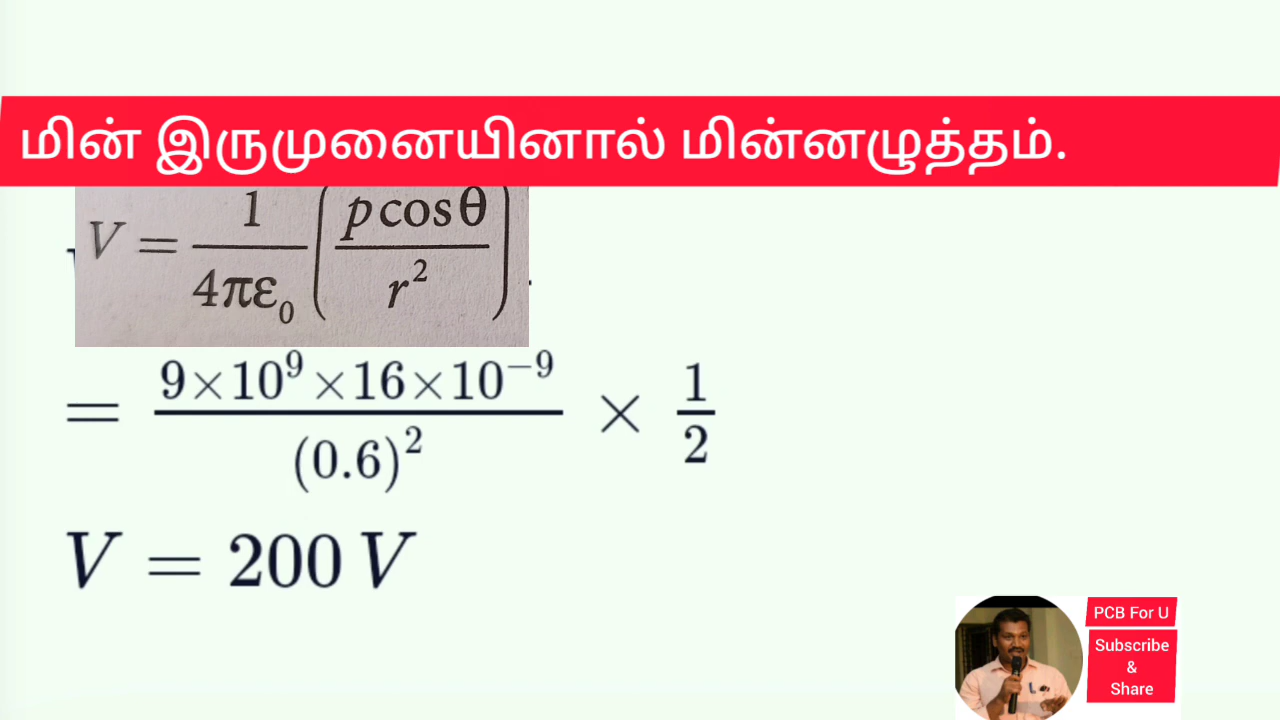 மின் இருமுனையினால் மின்னழுத்தம்.
V = 1/4πε₀ (p cosθ/r²)
= 9×10⁹×16×10⁻⁹/(0.6)² × 1/2
V = 200 V
PCB For U
Subscribe
&
Share